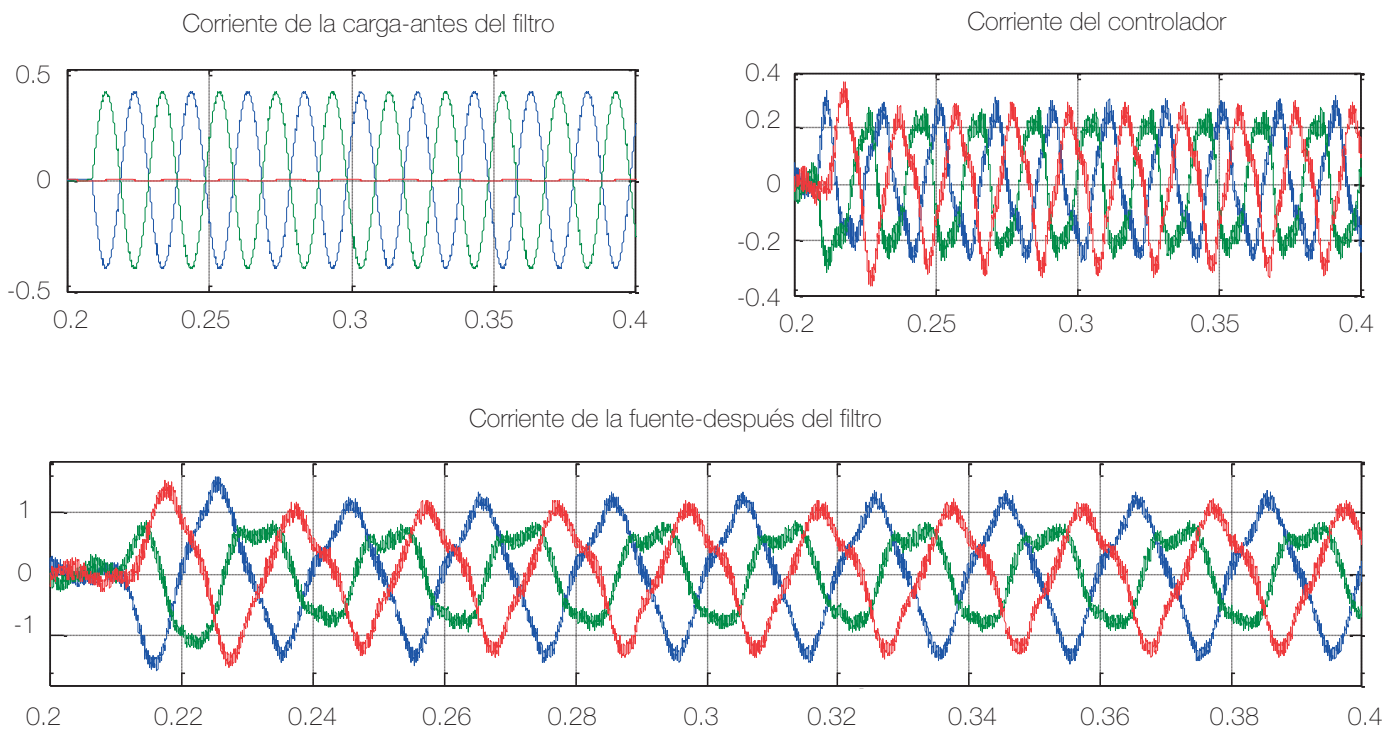 Corriente de la carga-antes del filtro
0.5
0
-0.5
0.2 0.25 0.3 0.35 0.4
Corriente del controlador
0.4
0.2
0
-0.2
-0.4
0.2 0.25 0.3 0.35 0.4
Corriente de la fuente-después del filtro
1
0
-1
0.2 0.22 0.24 0.26 0.28 0.3 0.32 0.34 0.36 0.38 0.4